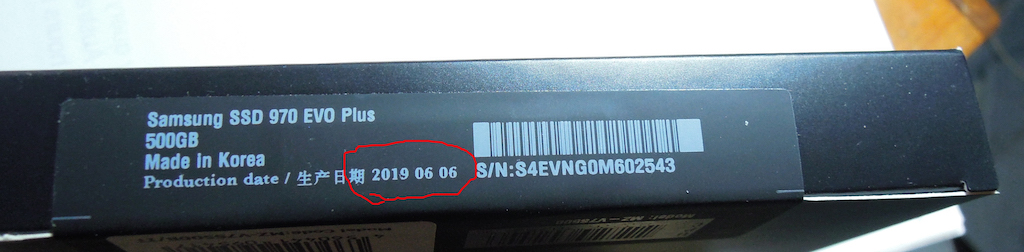 Samsung SSD 970 EVO Plus
500GB
Made in Korea
Production date / 生产日期 2019 06 06
S/N:S4EVNG0M602543